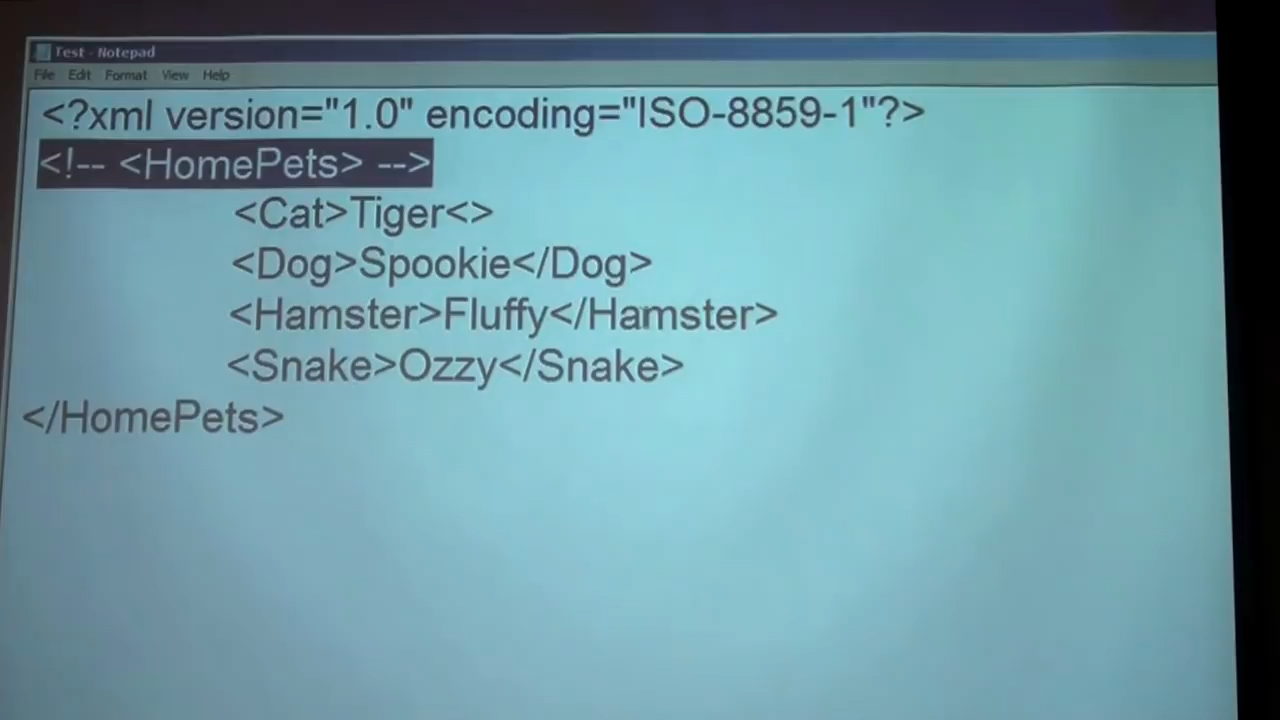 Test - Notepad
File Edit Format View Help
<?xml version="1.0" encoding="ISO-8859-1"?>
<!-- <HomePets> -->
<Cat>Tiger<>
<Dog>Spookie</Dog>
<Hamster>Fluffy</Hamster>
<Snake>Ozzy</Snake>
</HomePets>